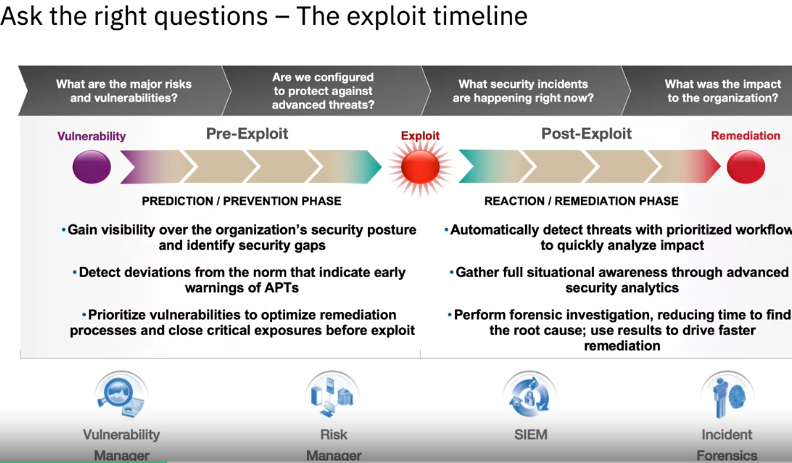 Ask the right questions – The exploit timeline
What are the major risks
and vulnerabilities?
Are we configured
to protect against
advanced threats?
What security incidents
are happening right now?
What was the impact
to the organization?
Vulnerability
Pre-Exploit
Exploit
Post-Exploit
Remediation
PREDICTION / PREVENTION PHASE
REACTION / REMEDIATION PHASE
•Gain visibility over the organization's security posture
and identify security gaps
•Detect deviations from the norm that indicate early
warnings of APTs
•Prioritize vulnerabilities to optimize remediation
processes and close critical exposures before exploit
•Automatically detect threats with prioritized workflow
to quickly analyze impact
•Gather full situational awareness through advanced
security analytics
•Perform forensic investigation, reducing time to find
the root cause; use results to drive faster
remediation
Vulnerability
Manager
Risk
Manager
SIEM
Incident
Forensics